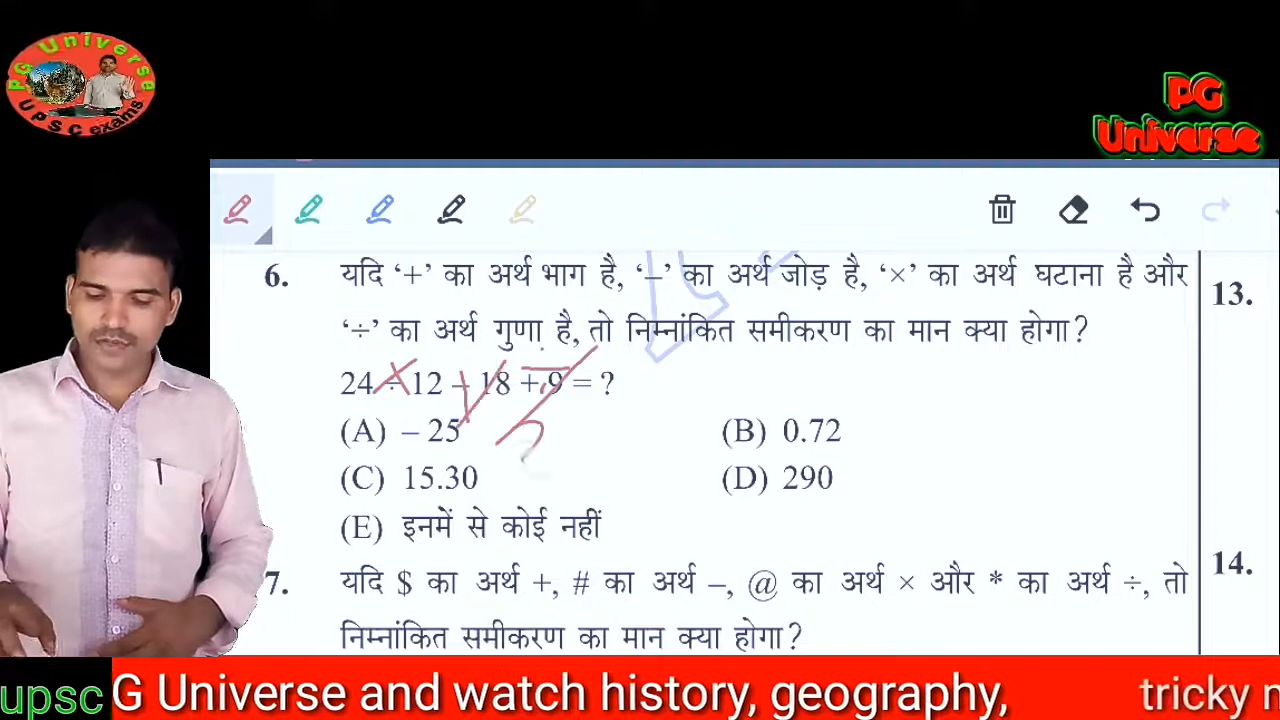 PG Universe
UPSC exams
PG
Universe
6. यदि ‘+’ का अर्थ भाग है, ‘–’ का अर्थ जोड़ है, ‘×’ का अर्थ घटाना है और
‘÷’ का अर्थ गुणा है, तो निम्नांकित समीकरण का मान क्या होगा?
24 ÷ 12 – 18 + 9 = ?
(A) – 25 (B) 0.72
(C) 15.30 (D) 290
(E) इनमें से कोई नहीं
7. यदि $ का अर्थ +, # का अर्थ –, @ का अर्थ × और * का अर्थ ÷, तो
निम्नांकित समीकरण का मान क्या होगा?
13.
14.
upsc G Universe and watch history, geography, tricky